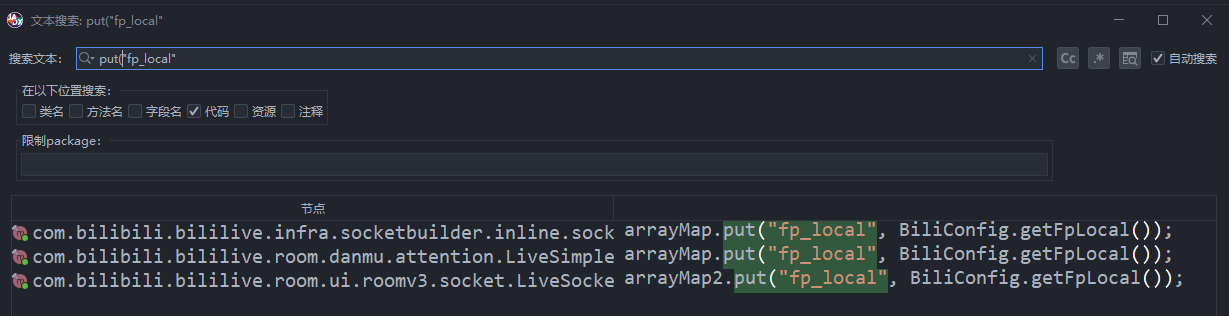 文本搜索: put("fp_local"
搜索文本:
put("fp_local"
Cc
.*
自动搜索
在以下位置搜索:
类名 方法名 字段名 代码 资源 注释
限制package:
节点
com.bilibili.bililive.infra.socketbuilder.inline.sock arrayMap.put("fp_local", BiliConfig.getFpLocal());
com.bilibili.bililive.room.danmu.attention.LiveSimple arrayMap.put("fp_local", BiliConfig.getFpLocal());
com.bilibili.bililive.room.ui.roomv3.socket.LiveSocke arrayMap2.put("fp_local", BiliConfig.getFpLocal());